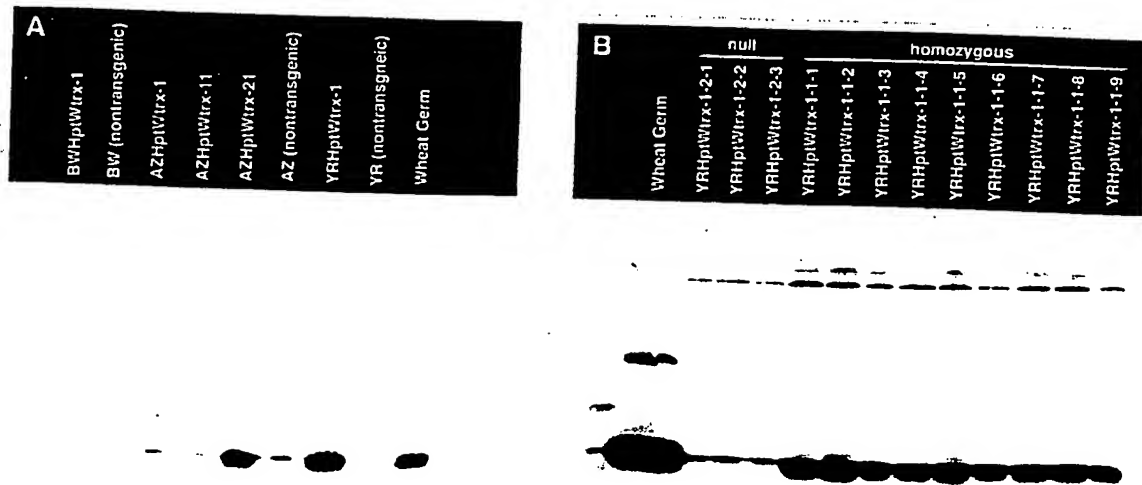 A
BWHptWtrx-1
BW (nontransgenic)
AZHptWtrx-1
AZHptWtrx-11
AZHptWtrx-21
AZ (nontransgenic)
YRHptWtrx-1
YR (nontransgneic)
Wheat Germ
B
null
homozygous
Wheat Germ
YRHptWtrx-1-2-1
YRHptWtrx-1-2-2
YRHptWtrx-1-2-3
YRHptWtrx-1-1-1
YRHptWtrx-1-1-2
YRHptWtrx-1-1-3
YRHptWtrx-1-1-4
YRHptWtrx-1-1-5
YRHptWtrx-1-1-6
YRHptWtrx-1-1-7
YRHptWtrx-1-1-8
YRHptWtrx-1-1-9